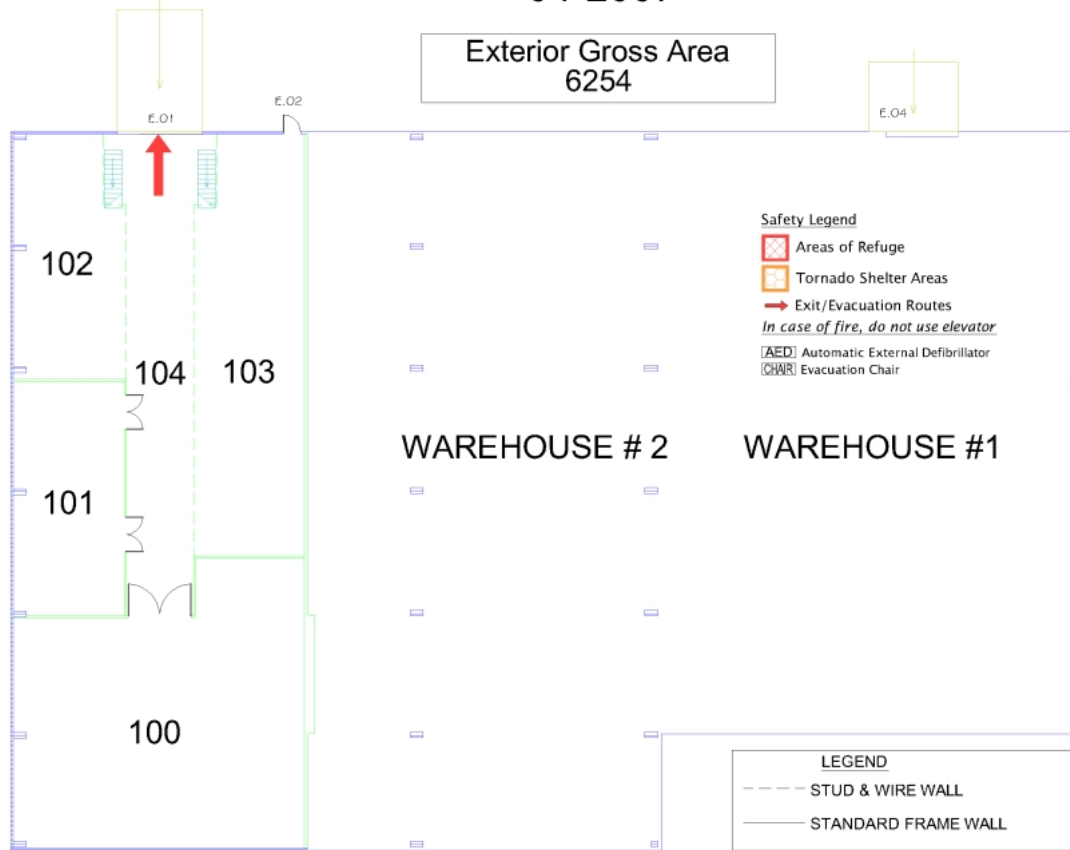 Exterior Gross Area
6254
E.01
E.02
E.04
Safety Legend
Areas of Refuge
Tornado Shelter Areas
Exit/Evacuation Routes
In case of fire, do not use elevator
AED Automatic External Defibrillator
CHAIR Evacuation Chair
102
104
103
WAREHOUSE # 2
WAREHOUSE #1
101
100
LEGEND
STUD & WIRE WALL
STANDARD FRAME WALL